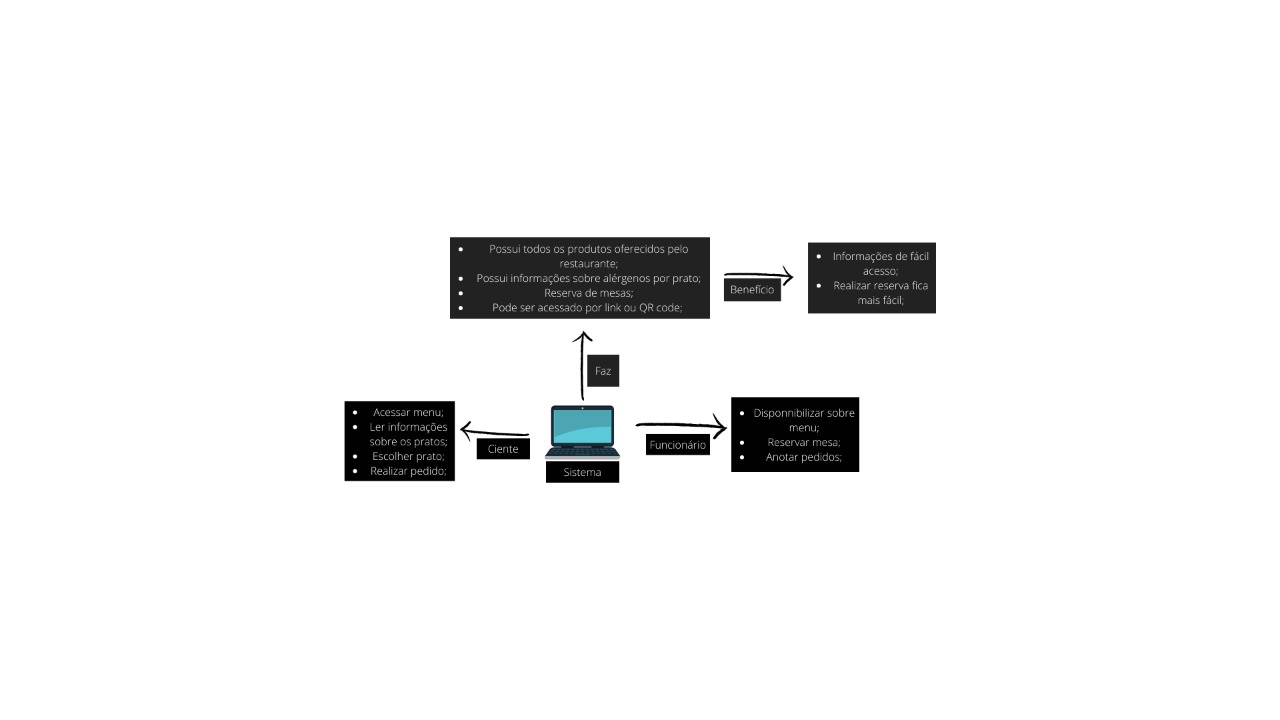 Possui todos os produtos oferecidos pelo
restaurante;
Possui informações sobre alérgenos por prato;
Reserva de mesas;
Pode ser acessado por link ou QR code;
Benefício
Informações de fácil
acesso;
Realizar reserva fica
mais fácil;
Faz
Acessar menu;
Ler informações
sobre os pratos;
Escolher prato;
Realizar pedido;
Ciente
Sistema
Funcionário
Disponnibilizar sobre
menu;
Reservar mesa;
Anotar pedidos;